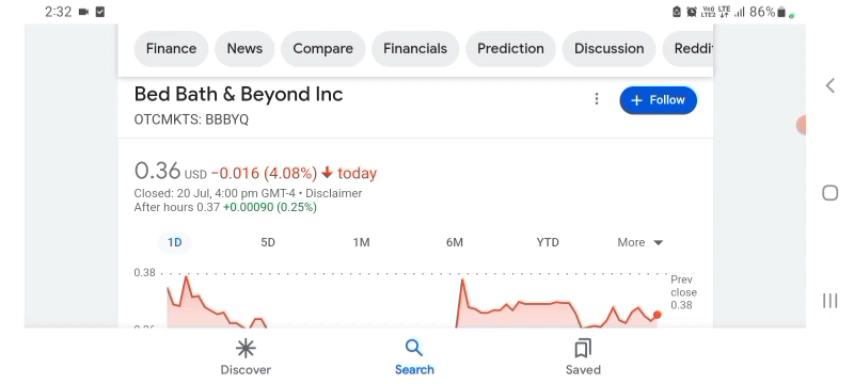 2:32
Vo0 LTE
LTE2 86%
Finance News Compare Financials Prediction Discussion Reddi
Bed Bath & Beyond Inc
+ Follow
OTCMKTS: BBBYQ
0.36 USD -0.016 (4.08%) today
Closed: 20 Jul, 4:00 pm GMT-4 • Disclaimer
After hours 0.37 +0.00090 (0.25%)
1D 5D 1M 6M YTD More
0.38
Prev
close
0.38
Discover Search Saved